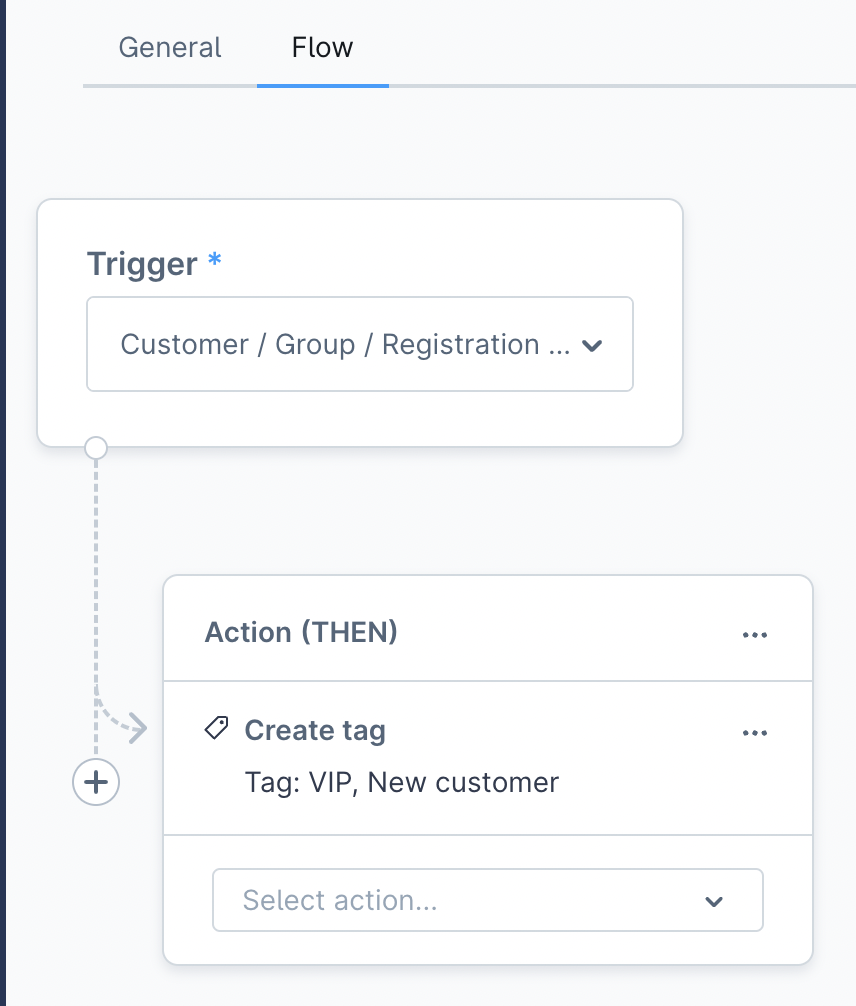 General Flow
Trigger *
Customer / Group / Registration ...
Action (THEN)
Create tag
Tag: VIP, New customer
Select action...